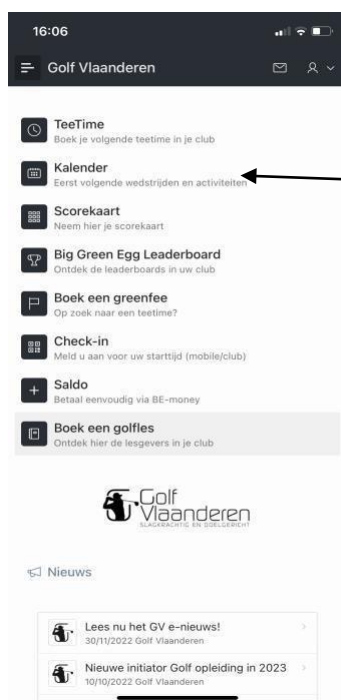 16:06
Golf Vlaanderen
TeeTime
Boek je volgende teetime in je club
Kalender
Eerst volgende wedstrijden en activiteiten
Scorekaart
Neem hier je scorekaart
Big Green Egg Leaderboard
Ontdek de leaderboards in uw club
Boek een greenfee
Op zoek naar een teetime?
Check-in
Meld u aan voor uw starttijd (mobile/club)
Saldo
Betaal eenvoudig via BE-money
Boek een golfles
Ontdek hier de lesgevers in je club
Golf
Vlaanderen
SLAGKRACHTIG EN DOELGERICHT
Nieuws
Lees nu het GV e-nieuws!
30/11/2022 Golf Vlaanderen
Nieuwe initiator Golf opleiding in 2023
10/10/2022 Golf Vlaanderen